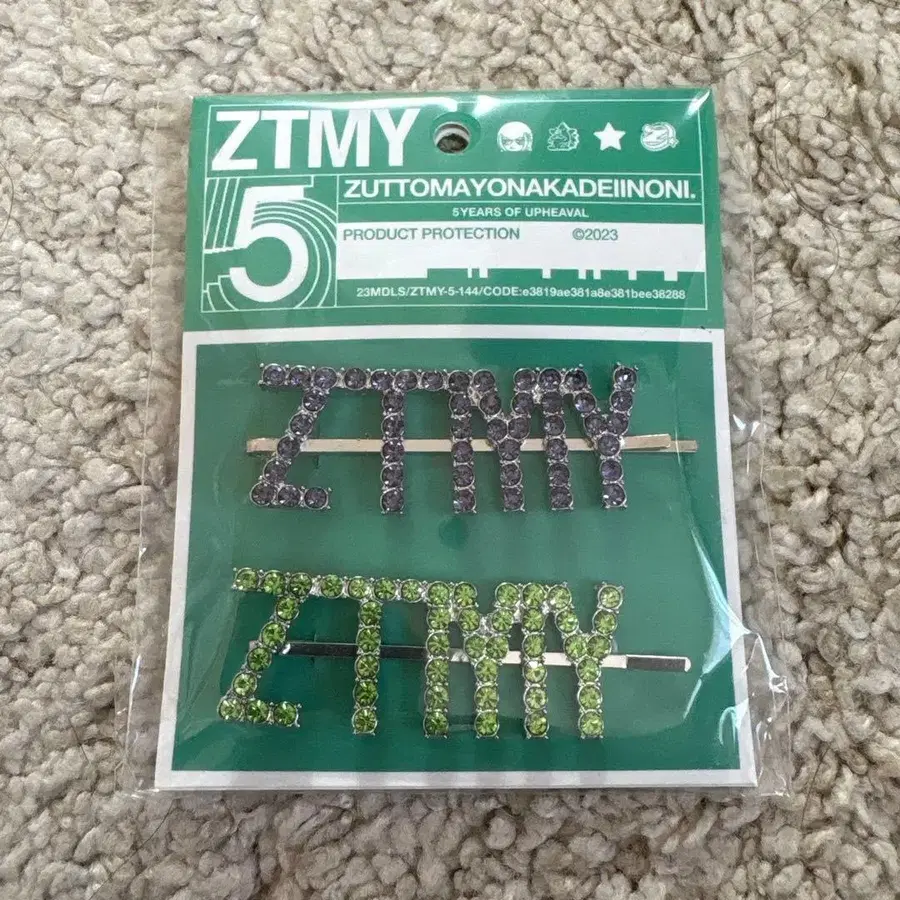 ZTMY
5
ZUTTOMAYONAKADEIINONI.
5YEARS OF UPHEAVAL
PRODUCT PROTECTION ©2023
23MDLS/ZTMY-5-144/CODE:e3819ae381a8e381bee38288
ZTMY
ZTMY